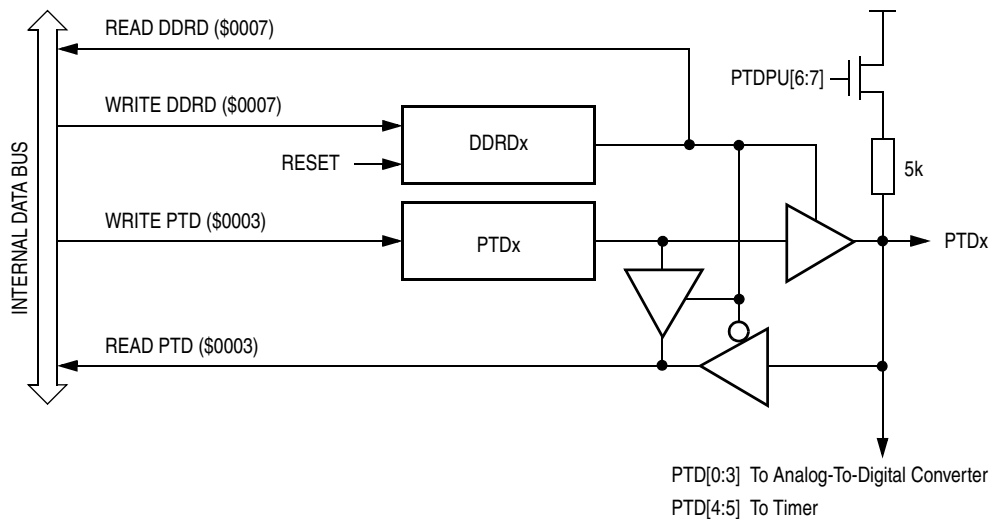 READ DDRD ($0007)
PTDPU[6:7]
WRITE DDRD ($0007)
DDRDx
RESET
5k
INTERNAL DATA BUS
WRITE PTD ($0003)
PTDx
PTDx
READ PTD ($0003)
PTD[0:3] To Analog-To-Digital Converter
PTD[4:5] To Timer